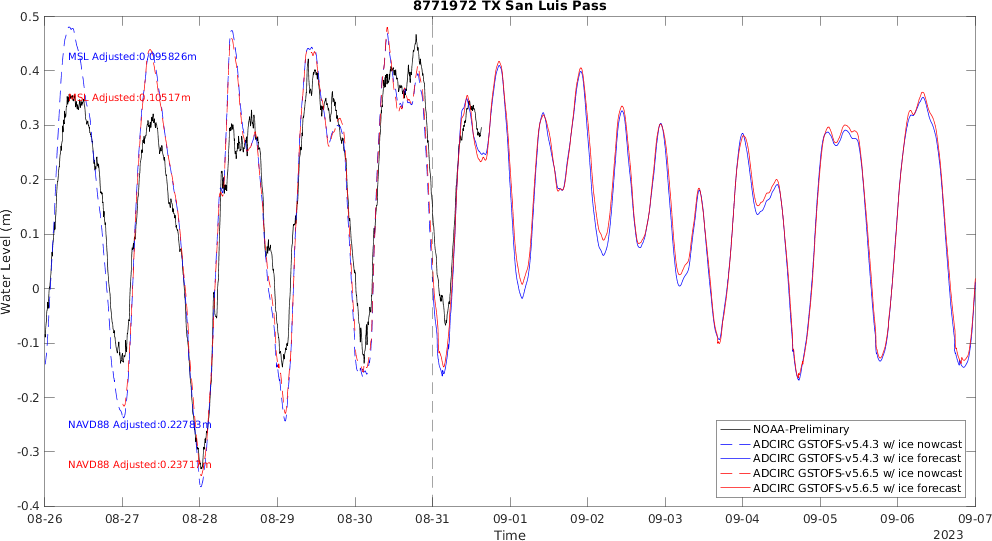 8771972 TX San Luis Pass
0.5
0.4
0.3
0.2
0.1
0
-0.1
-0.2
-0.3
-0.4
Water Level (m)
MSL Adjusted:0.095826m
MSL Adjusted:0.10517m
NAVD88 Adjusted:0.22783m
NAVD88 Adjusted:0.23711m
NOAA-Preliminary
ADCIRC GSTOFS-v5.4.3 w/ ice nowcast
ADCIRC GSTOFS-v5.4.3 w/ ice forecast
ADCIRC GSTOFS-v5.6.5 w/ ice nowcast
ADCIRC GSTOFS-v5.6.5 w/ ice forecast
08-26 08-27 08-28 08-29 08-30 08-31 09-01 09-02 09-03 09-04 09-05 09-06 09-07
Time
2023